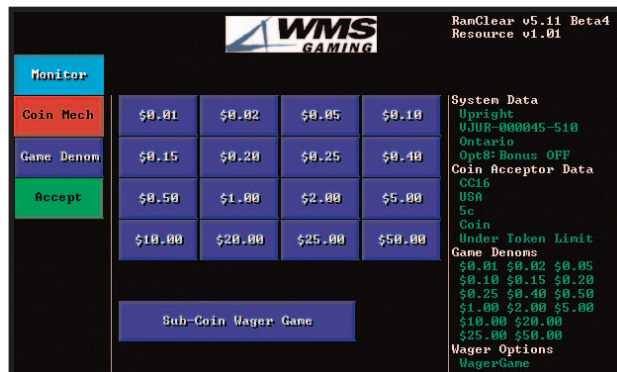 WMS
GAMING
RamClear v5.11 Beta4
Resource v1.01
Monitor
Coin Mech
Game Denom
Accept
$0.01 $0.02 $0.05 $0.10
$0.15 $0.20 $0.25 $0.40
$0.50 $1.00 $2.00 $5.00
$10.00 $20.00 $25.00 $50.00
Sub-Coin Wager Game
System Data
Upright
VJUR-000045-510
Ontario
Opt8:Bonus OFF
Coin Acceptor Data
CC16
USA
5c
Coin
Under Token Limit
Game Denoms
$0.01 $0.02 $0.05
$0.10 $0.15 $0.20
$0.25 $0.40 $0.50
$1.00 $2.00 $5.00
$10.00 $20.00
$25.00 $50.00
Wager Options
WagerGame